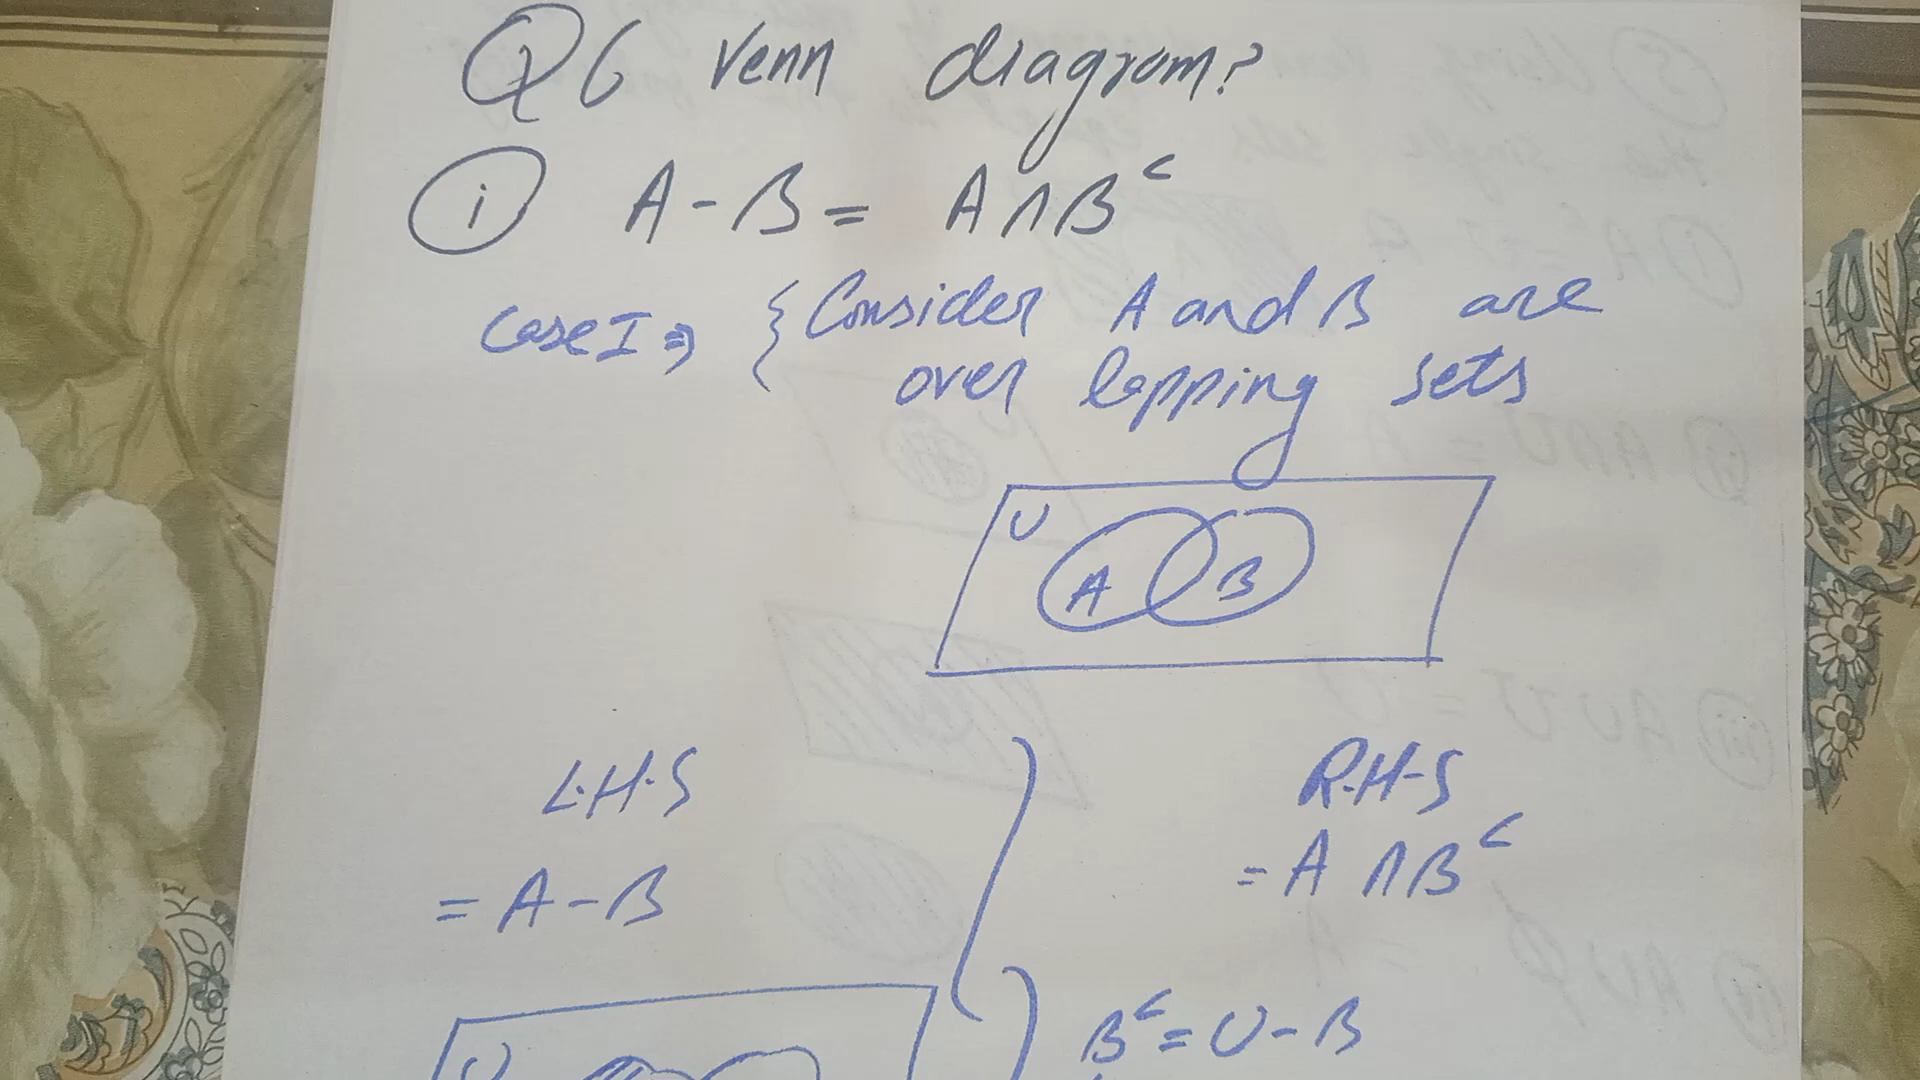 Q6 Venn diagram?
i A - B = A ∩ B^c
Case I ⇒ { Consider A and B are
over lapping sets
U
A B
L.H.S
= A - B
R.H-S
= A ∩ B^c
B^c = U - B
U